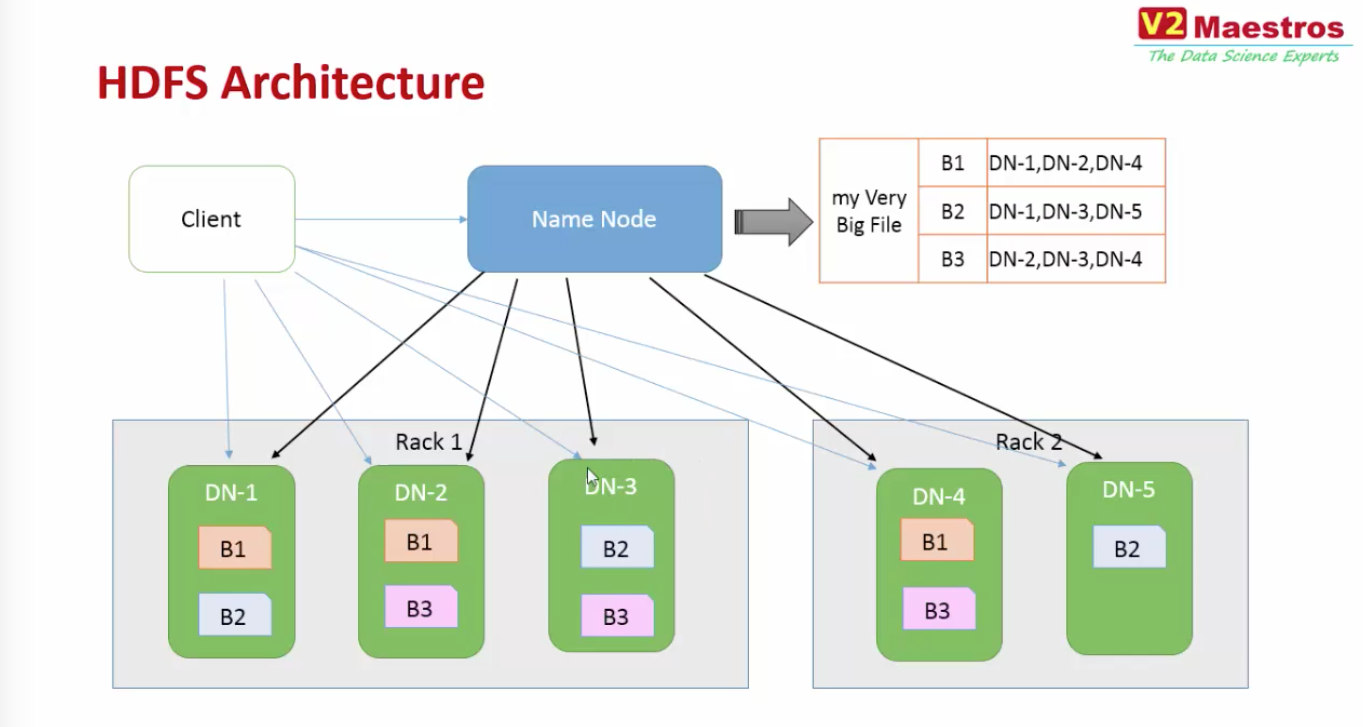 V2 Maestros
The Data Science Experts
HDFS Architecture
Client
Name Node
my Very
Big File
B1 DN-1,DN-2,DN-4
B2 DN-1,DN-3,DN-5
B3 DN-2,DN-3,DN-4
Rack 1
DN-1
B1
B2
DN-2
B1
B3
DN-3
B2
B3
Rack 2
DN-4
B1
B3
DN-5
B2